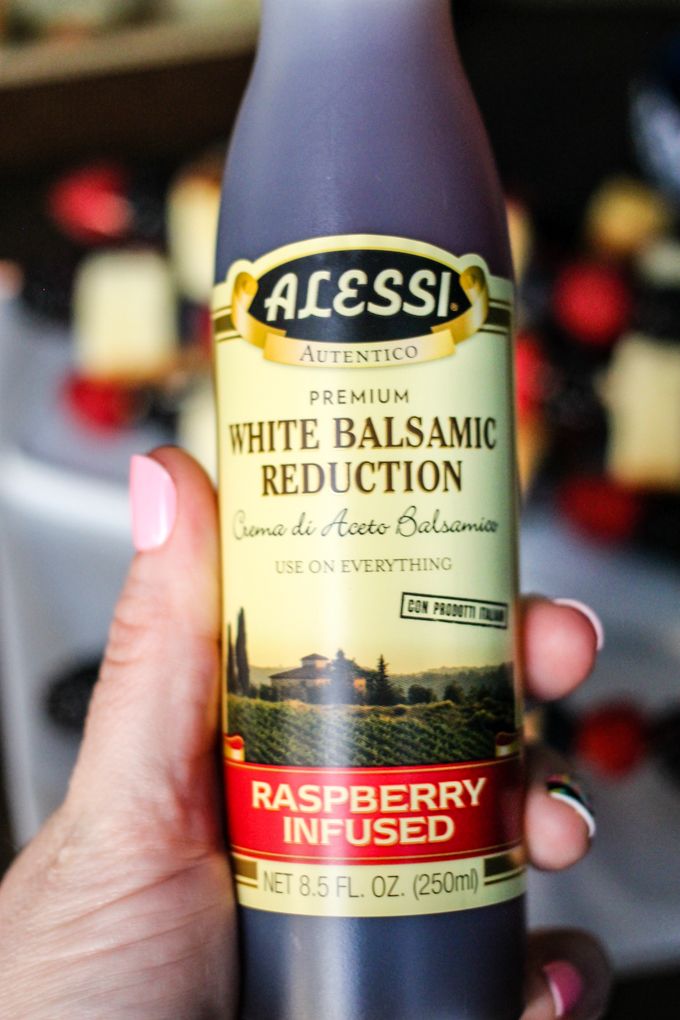 ALESSI®
AUTENTICO
PREMIUM
WHITE BALSAMIC
REDUCTION
Crema di Aceto Balsamico
USE ON EVERYTHING
CON PRODOTTI ITALIANI
RASPBERRY
INFUSED
NET 8.5 FL. OZ. (250ml)